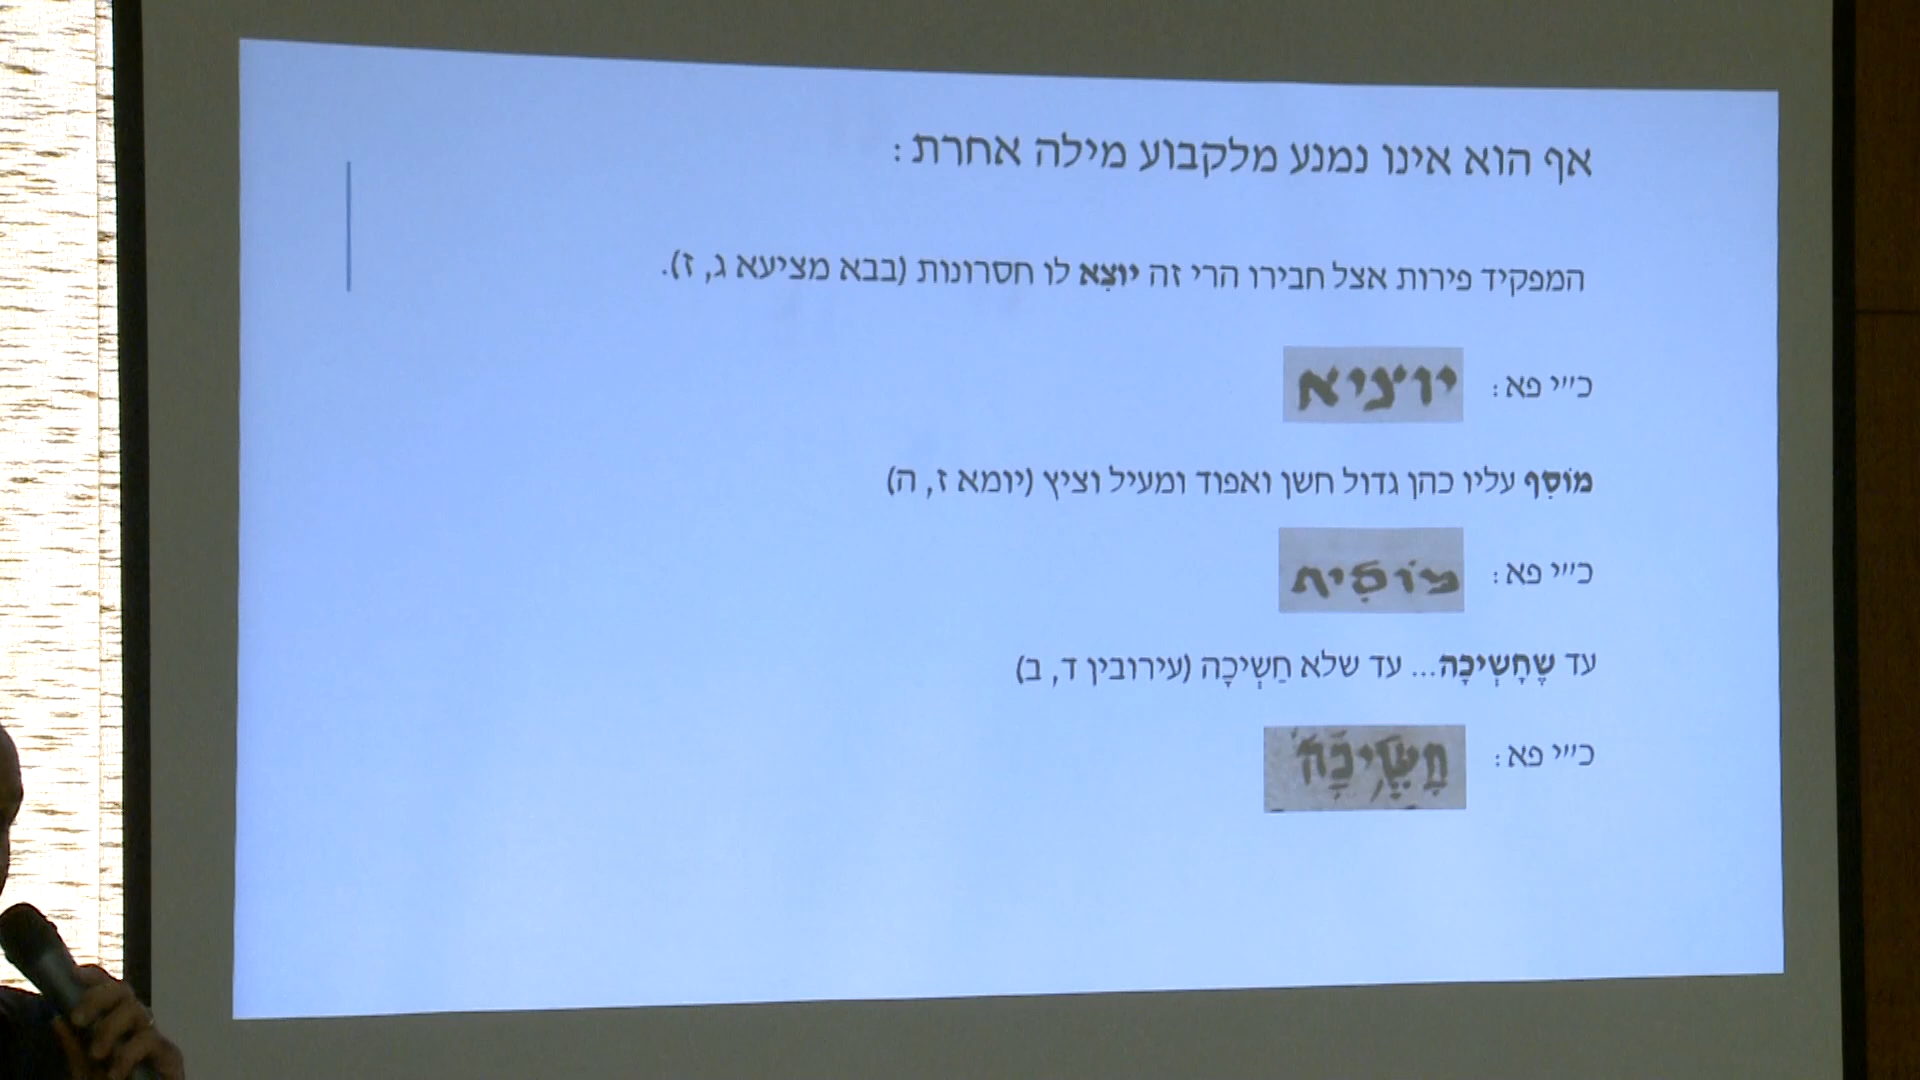 אף הוא אינו נמנע מלקבוע מילה אחרת:
המפקיד פירות אצל חבירו הרי זה יוצִא לו חסרונות (בבא מציעא ג, ז).
כ״י פא: יוציא
מוֹסִף עליו כהן גדול חשן ואפוד ומעיל וציץ (יומא ז, ה)
כ״י פא: מוֹסִיף
עד שֶׁחָשְׁיכָה... עד שלא חַשְׁיכָה (עירובין ד, ב)
כ״י פא: חָשְׁיכָה